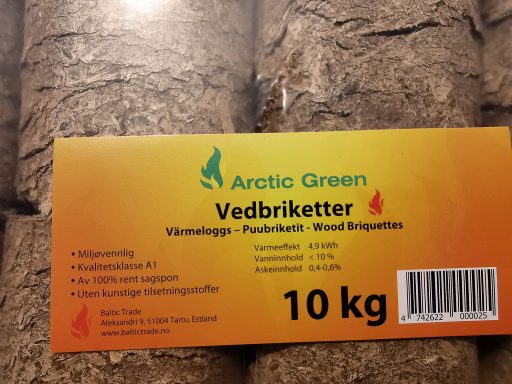 Arctic Green
Vedbriketter
Värmeloggs – Puubriketit - Wood Briquettes
Varmeeffekt 4,9 kWh
Vanninnhold < 10 %
Askeinnhold 0,4-0,6%
• Miljøvennlig
• Kvalitetsklasse A1
• Av 100% rent sagspon
• Uten kunstige tilsetningsstoffer
10 kg
Baltic Trade
Aleksandri 9, 51004 Tartu, Estland
www.baltictrade.no
4 742622 000025